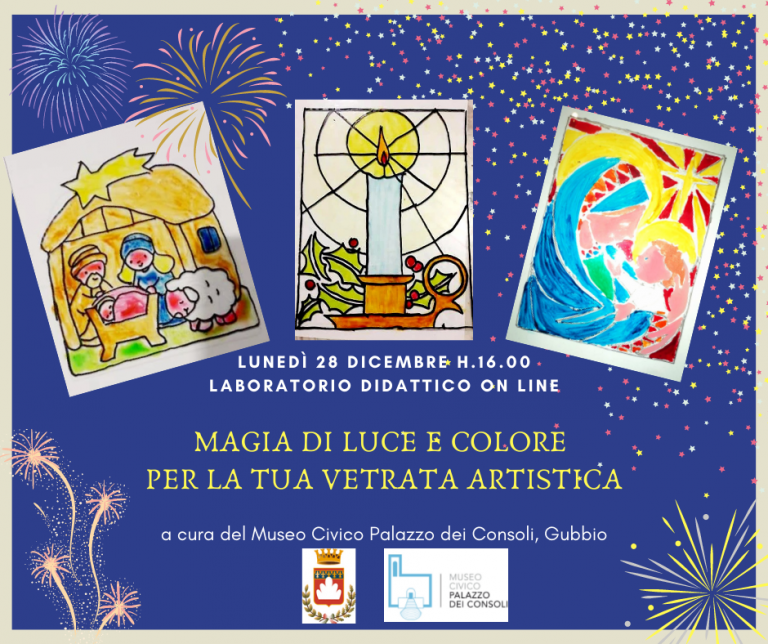 LUNEDÌ 28 DICEMBRE H.16.00
LABORATORIO DIDATTICO ON LINE
MAGIA DI LUCE E COLORE
PER LA TUA VETRATA ARTISTICA
a cura del Museo Civico Palazzo dei Consoli, Gubbio
MUSEO
CIVICO
PALAZZO
DEI CONSOLI